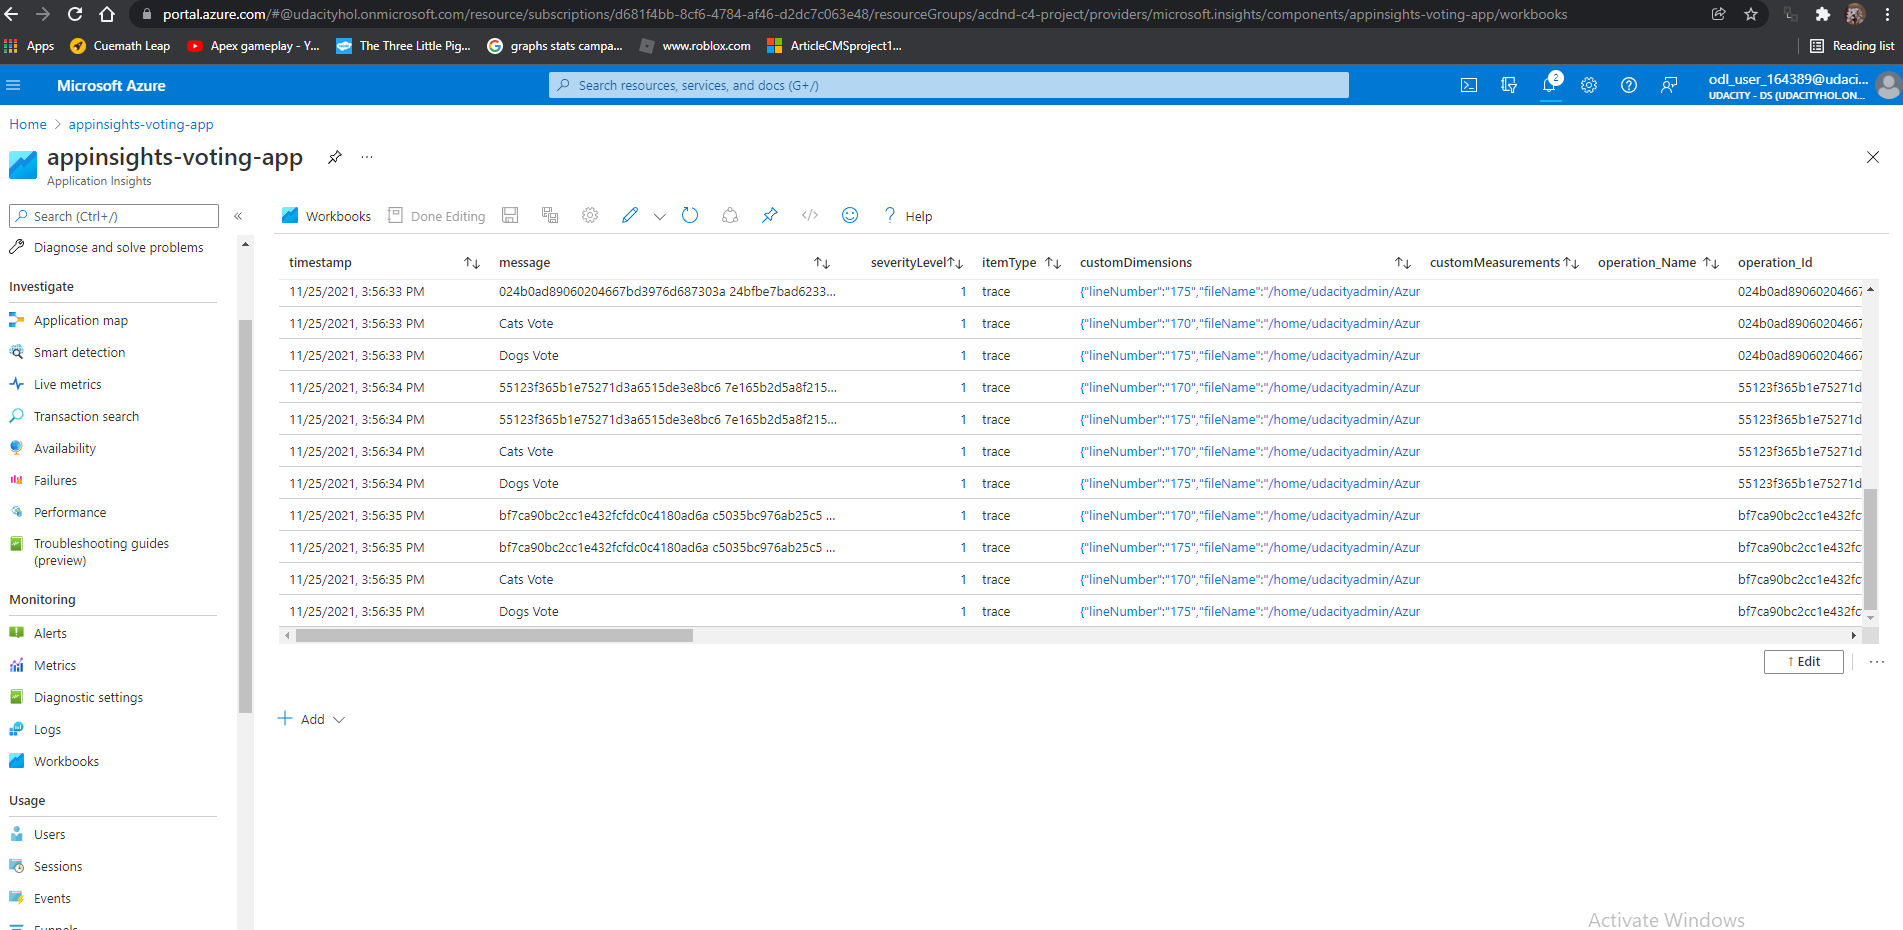 portal.azure.com/#@udacityhol.onmicrosoft.com/resource/subscriptions/d681f4bb-8cf6-4784-af46-d2dc7c063e48/resourceGroups/acdnd-c4-project/providers/microsoft.insights/components/appinsights-voting-app/workbooks
Apps Cuemath Leap Apex gameplay - Y... The Three Little Pig... graphs stats campa... www.roblox.com ArticleCMSproject1... Reading list
Microsoft Azure Search resources, services, and docs (G+/) 2 odl_user_164389@udaci...
UDACITY - DS (UDACITYHOL.ON...
Home > appinsights-voting-app
appinsights-voting-app ...
Application Insights
Search (Ctrl+/) « Workbooks Done Editing </> ? Help
Diagnose and solve problems
Investigate
Application map
Smart detection
Live metrics
Transaction search
Availability
Failures
Performance
Troubleshooting guides
(preview)
Monitoring
Alerts
Metrics
Diagnostic settings
Logs
Workbooks
Usage
Users
Sessions
Events
Funnels
timestamp message severityLevel itemType customDimensions customMeasurements operation_Name operation_Id
11/25/2021, 3:56:33 PM 024b0ad89060204667bd3976d687303a 24bfbe7bad6233... 1 trace {"lineNumber":"175","fileName":"/home/udacityadmin/Azur 024b0ad89060204667
11/25/2021, 3:56:33 PM Cats Vote 1 trace {"lineNumber":"170","fileName":"/home/udacityadmin/Azur 024b0ad89060204667
11/25/2021, 3:56:33 PM Dogs Vote 1 trace {"lineNumber":"175","fileName":"/home/udacityadmin/Azur 024b0ad89060204667
11/25/2021, 3:56:34 PM 55123f365b1e75271d3a6515de3e8bc6 7e165b2d5a8f215... 1 trace {"lineNumber":"170","fileName":"/home/udacityadmin/Azur 55123f365b1e75271d
11/25/2021, 3:56:34 PM 55123f365b1e75271d3a6515de3e8bc6 7e165b2d5a8f215... 1 trace {"lineNumber":"175","fileName":"/home/udacityadmin/Azur 55123f365b1e75271d
11/25/2021, 3:56:34 PM Cats Vote 1 trace {"lineNumber":"170","fileName":"/home/udacityadmin/Azur 55123f365b1e75271d
11/25/2021, 3:56:34 PM Dogs Vote 1 trace {"lineNumber":"175","fileName":"/home/udacityadmin/Azur 55123f365b1e75271d
11/25/2021, 3:56:35 PM bf7ca90bc2cc1e432fcfdc0c4180ad6a c5035bc976ab25c5 ... 1 trace {"lineNumber":"170","fileName":"/home/udacityadmin/Azur bf7ca90bc2cc1e432fc
11/25/2021, 3:56:35 PM bf7ca90bc2cc1e432fcfdc0c4180ad6a c5035bc976ab25c5 ... 1 trace {"lineNumber":"175","fileName":"/home/udacityadmin/Azur bf7ca90bc2cc1e432fc
11/25/2021, 3:56:35 PM Cats Vote 1 trace {"lineNumber":"170","fileName":"/home/udacityadmin/Azur bf7ca90bc2cc1e432fc
11/25/2021, 3:56:35 PM Dogs Vote 1 trace {"lineNumber":"175","fileName":"/home/udacityadmin/Azur bf7ca90bc2cc1e432fc
↑ Edit ...
+ Add
Activate Windows